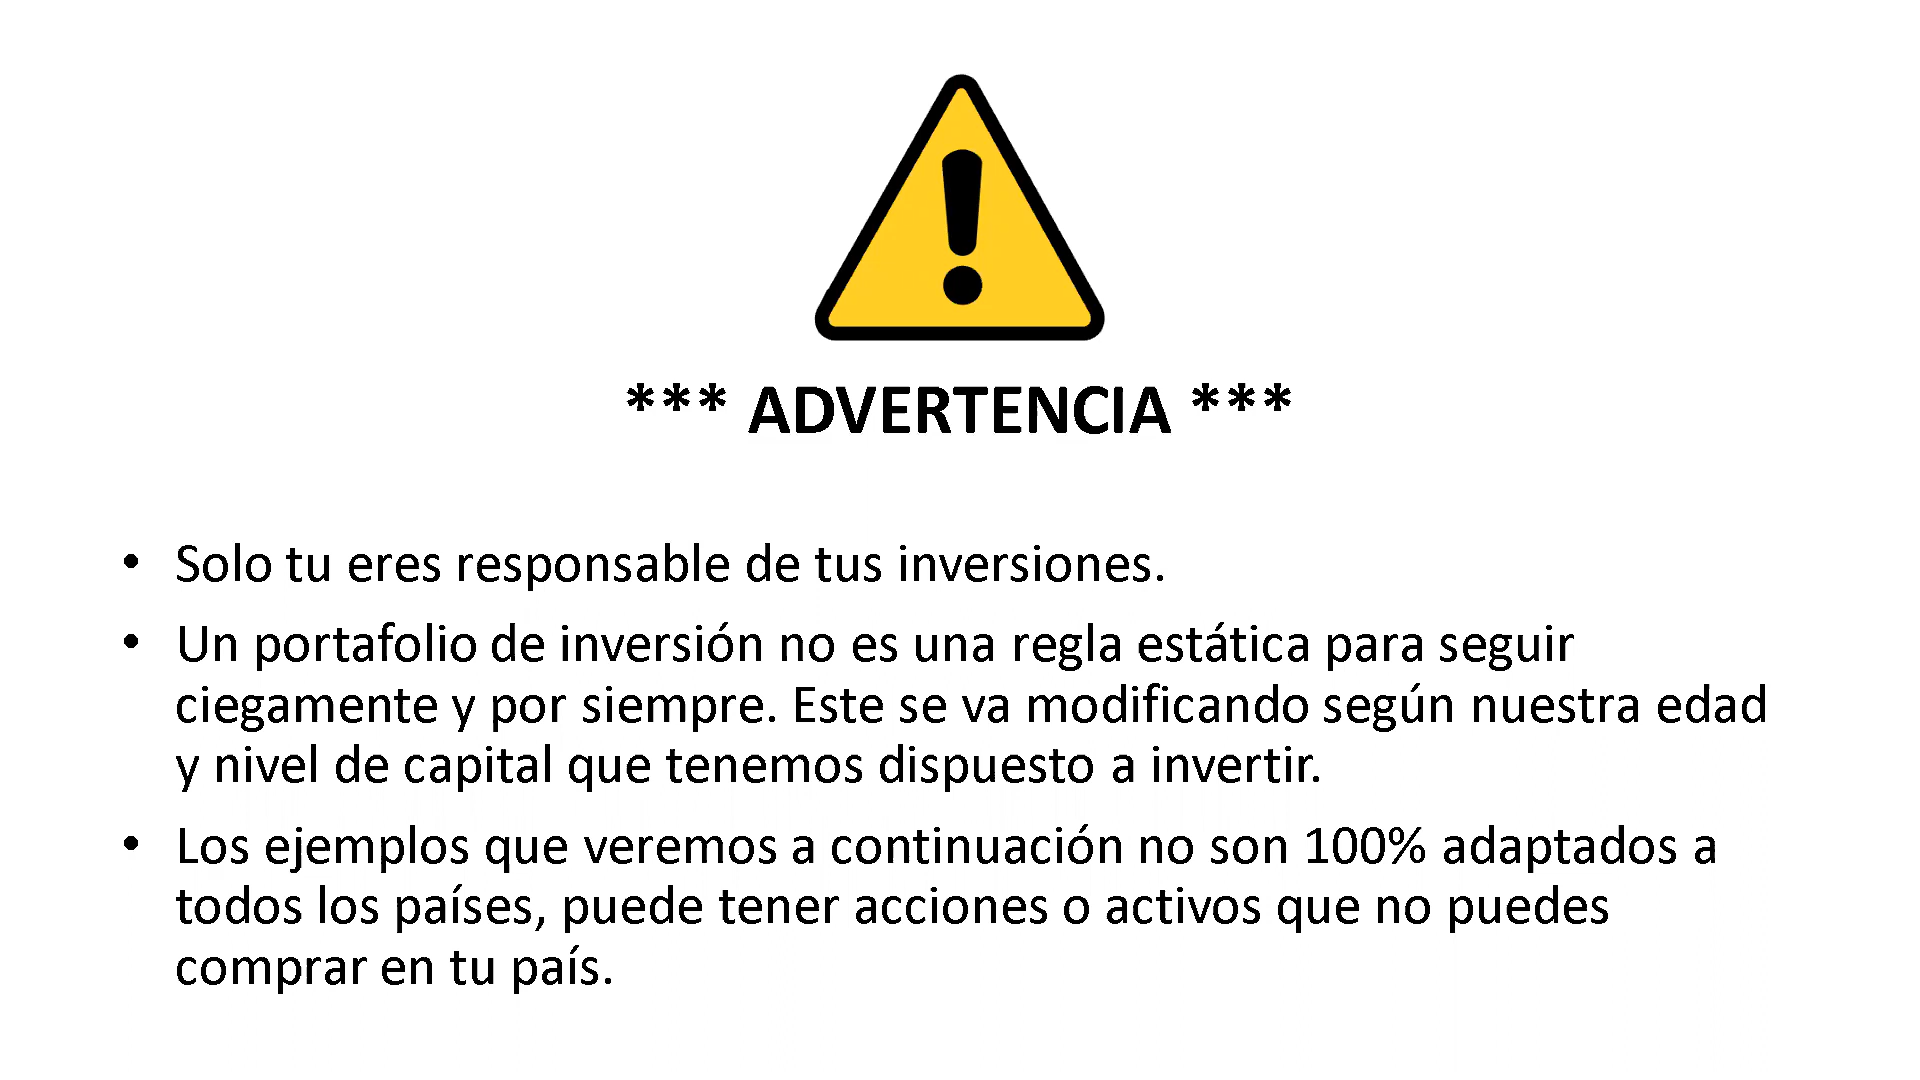 *** ADVERTENCIA ***
• Solo tu eres responsable de tus inversiones.
• Un portafolio de inversión no es una regla estática para seguir
ciegamente y por siempre. Este se va modificando según nuestra edad
y nivel de capital que tenemos dispuesto a invertir.
• Los ejemplos que veremos a continuación no son 100% adaptados a
todos los países, puede tener acciones o activos que no puedes
comprar en tu país.